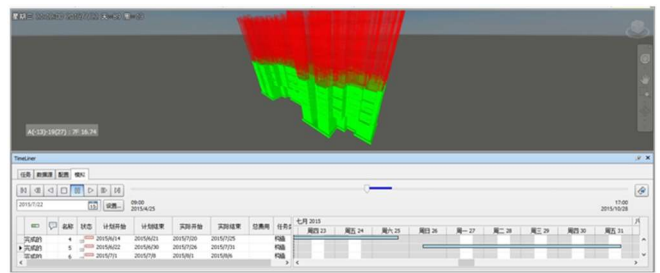 A(-13)-19(27) : 7F 16.74
TimeLiner
任务 数据源 配置 模拟
2015/7/22 15 设置... 09:00 17:00
2015/4/25 2015/10/28
七月 2015 八
名称 状态 计划开始 计划结束 实际开始 实际结束 总费用 任务类
周四 23 周五 24 周六 25 周日 26 周一 27 周二 28 周三 29 周四 30 周五 31
完成的 4 2015/6/14 2015/6/21 2015/7/20 2015/7/25 构造
完成的 5 2015/6/22 2015/6/30 2015/7/26 2015/7/31 构造
完成的 6 2015/7/1 2015/7/8 2015/8/1 2015/8/6 构造